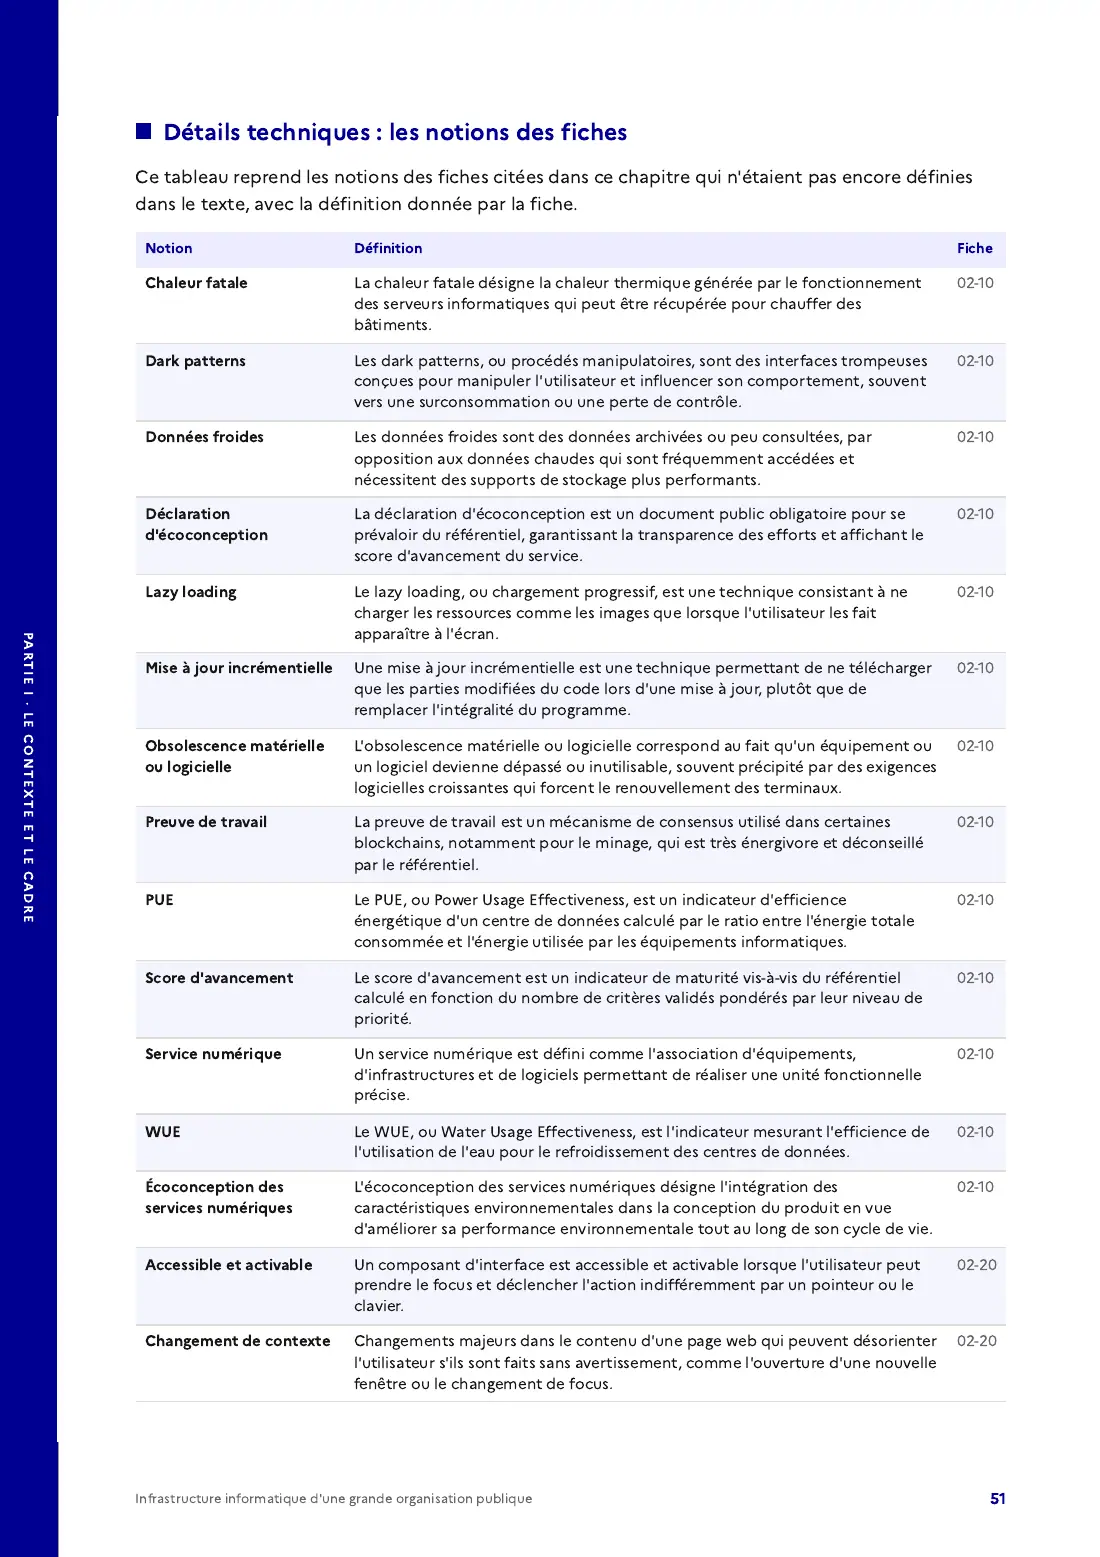 Détails techniques : les notions des fiches
Ce tableau reprend les notions des fiches citées dans ce chapitre qui n'étaient pas encore définies
dans le texte, avec la définition donnée par la fiche.
Notion Définition Fiche
Chaleur fatale La chaleur fatale désigne la chaleur thermique générée par le fonctionnement 02-10
des serveurs informatiques qui peut être récupérée pour chauffer des
bâtiments.
Dark patterns Les dark patterns, ou procédés manipulatoires, sont des interfaces trompeuses 02-10
conçues pour manipuler l'utilisateur et influencer son comportement, souvent
vers une surconsommation ou une perte de contrôle.
Données froides Les données froides sont des données archivées ou peu consultées, par 02-10
opposition aux données chaudes qui sont fréquemment accédées et
nécessitent des supports de stockage plus performants.
Déclaration La déclaration d'écoconception est un document public obligatoire pour se 02-10
d'écoconception prévaloir du référentiel, garantissant la transparence des efforts et affichant le
score d'avancement du service.
Lazy loading Le lazy loading, ou chargement progressif, est une technique consistant à ne 02-10
charger les ressources comme les images que lorsque l'utilisateur les fait
apparaître à l'écran.
Mise à jour incrémentielle Une mise à jour incrémentielle est une technique permettant de ne télécharger 02-10
que les parties modifiées du code lors d'une mise à jour, plutôt que de
remplacer l'intégralité du programme.
Obsolescence matérielle L'obsolescence matérielle ou logicielle correspond au fait qu'un équipement ou 02-10
ou logicielle un logiciel devienne dépassé ou inutilisable, souvent précipité par des exigences
logicielles croissantes qui forcent le renouvellement des terminaux.
Preuve de travail La preuve de travail est un mécanisme de consensus utilisé dans certaines 02-10
blockchains, notamment pour le minage, qui est très énergivore et déconseillé
par le référentiel.
PUE Le PUE, ou Power Usage Effectiveness, est un indicateur d'efficience 02-10
énergétique d'un centre de données calculé par le ratio entre l'énergie totale
consommée et l'énergie utilisée par les équipements informatiques.
Score d'avancement Le score d'avancement est un indicateur de maturité vis-à-vis du référentiel 02-10
calculé en fonction du nombre de critères validés pondérés par leur niveau de
priorité.
Service numérique Un service numérique est défini comme l'association d'équipements, 02-10
d'infrastructures et de logiciels permettant de réaliser une unité fonctionnelle
précise.
WUE Le WUE, ou Water Usage Effectiveness, est l'indicateur mesurant l'efficience de 02-10
l'utilisation de l'eau pour le refroidissement des centres de données.
Écoconception des L'écoconception des services numériques désigne l'intégration des 02-10
services numériques caractéristiques environnementales dans la conception du produit en vue
d'améliorer sa performance environnementale tout au long de son cycle de vie.
Accessible et activable Un composant d'interface est accessible et activable lorsque l'utilisateur peut 02-20
prendre le focus et déclencher l'action indifféremment par un pointeur ou le
clavier.
Changement de contexte Changements majeurs dans le contenu d'une page web qui peuvent désorienter 02-20
l'utilisateur s'ils sont faits sans avertissement, comme l'ouverture d'une nouvelle
fenêtre ou le changement de focus.
PARTIE I · LE CONTEXTE ET LE CADRE
Infrastructure informatique d'une grande organisation publique 51